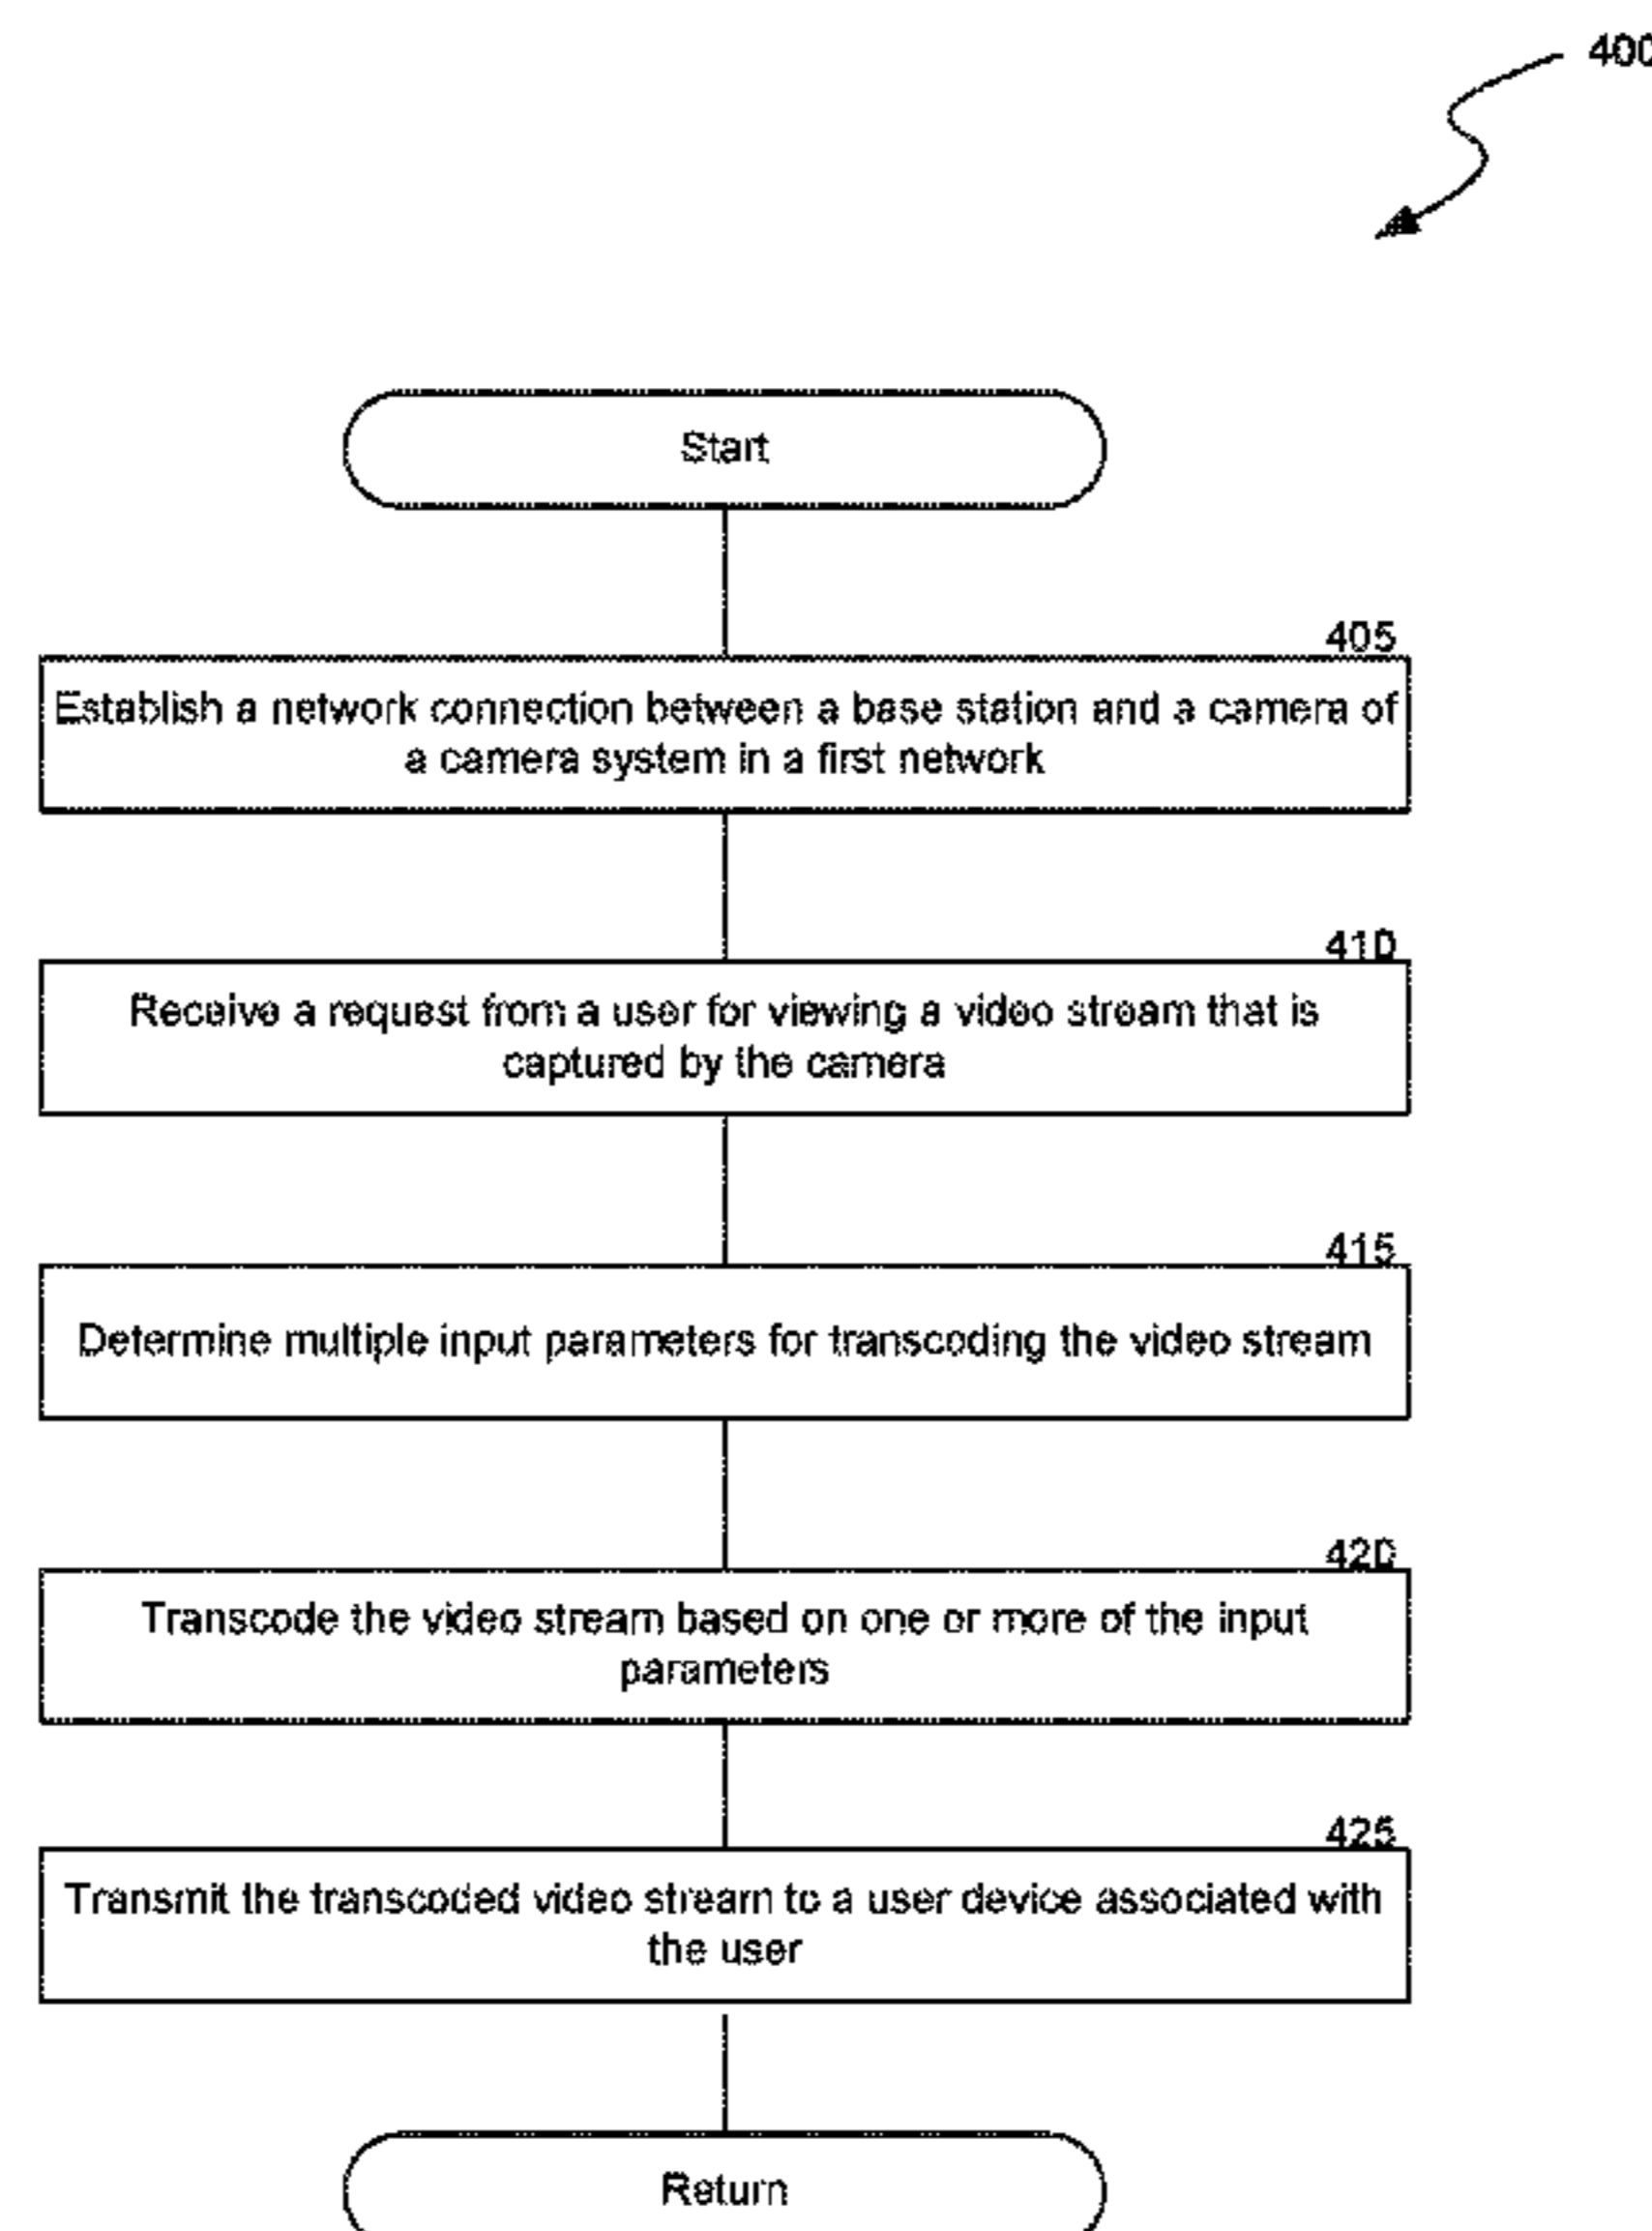 400
Start
405
Establish a network connection between a base station and a camera of
a camera system in a first network
410
Receive a request from a user for viewing a video stream that is
captured by the camera
415
Determine multiple input parameters for transcoding the video stream
420
Transcode the video stream based on one or more of the input
parameters
425
Transmit the transcoded video stream to a user device associated with
the user
Return